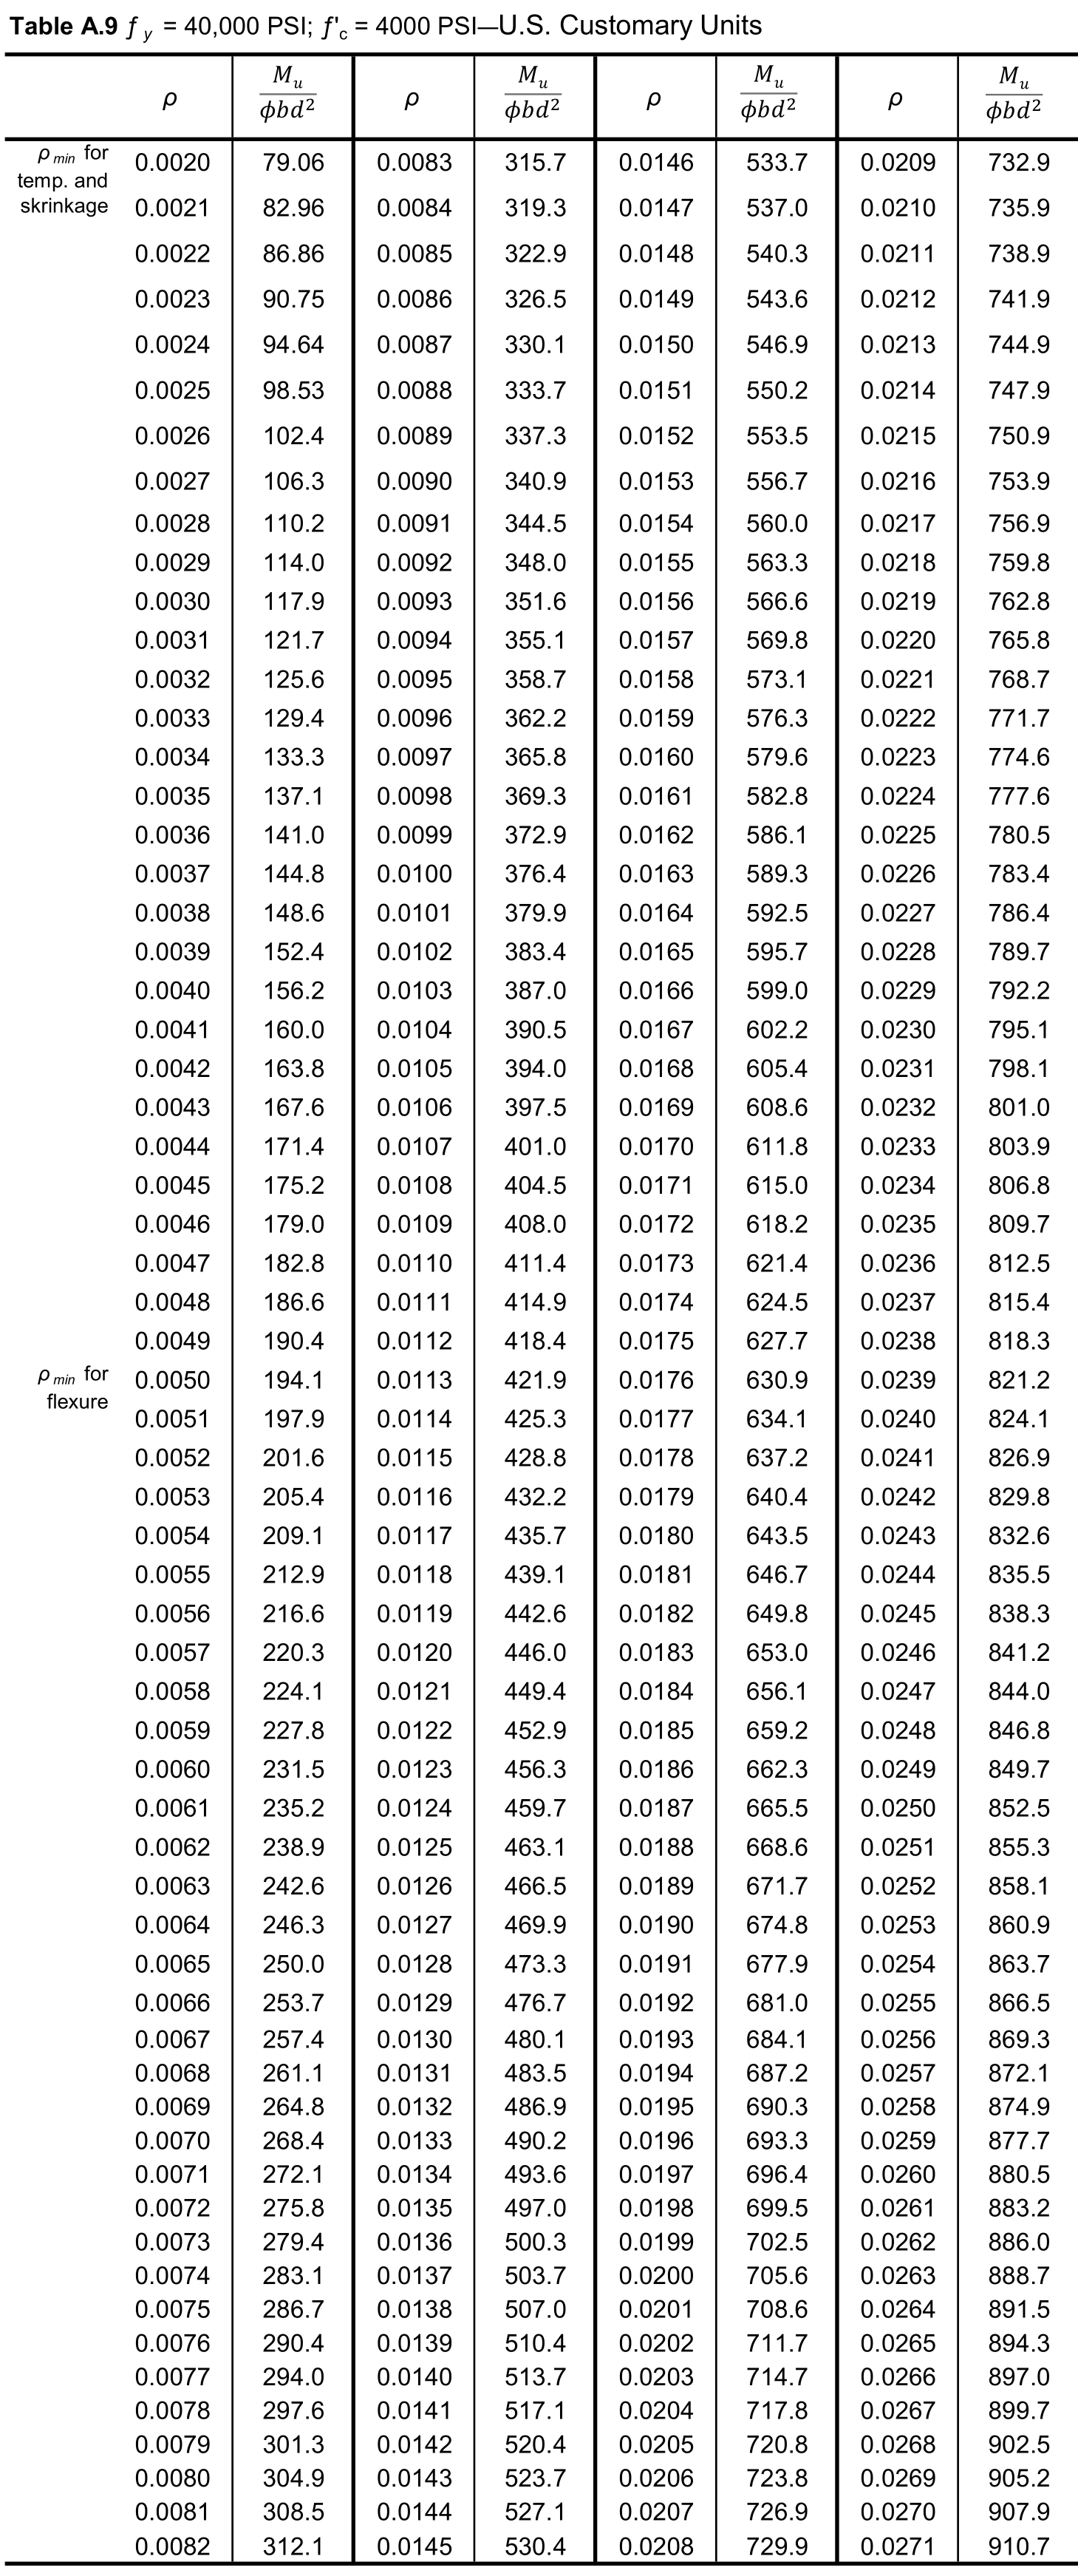 Table A.9 ƒ y = 40,000 PSI; ƒ'c = 4000 PSI—U.S. Customary Units
ρ Mu/ϕbd² ρ Mu/ϕbd² ρ Mu/ϕbd² ρ Mu/ϕbd²
ρ min for temp. and skrinkage 0.0020 79.06 0.0083 315.7 0.0146 533.7 0.0209 732.9
0.0021 82.96 0.0084 319.3 0.0147 537.0 0.0210 735.9
0.0022 86.86 0.0085 322.9 0.0148 540.3 0.0211 738.9
0.0023 90.75 0.0086 326.5 0.0149 543.6 0.0212 741.9
0.0024 94.64 0.0087 330.1 0.0150 546.9 0.0213 744.9
0.0025 98.53 0.0088 333.7 0.0151 550.2 0.0214 747.9
0.0026 102.4 0.0089 337.3 0.0152 553.5 0.0215 750.9
0.0027 106.3 0.0090 340.9 0.0153 556.7 0.0216 753.9
0.0028 110.2 0.0091 344.5 0.0154 560.0 0.0217 756.9
0.0029 114.0 0.0092 348.0 0.0155 563.3 0.0218 759.8
0.0030 117.9 0.0093 351.6 0.0156 566.6 0.0219 762.8
0.0031 121.7 0.0094 355.1 0.0157 569.8 0.0220 765.8
0.0032 125.6 0.0095 358.7 0.0158 573.1 0.0221 768.7
0.0033 129.4 0.0096 362.2 0.0159 576.3 0.0222 771.7
0.0034 133.3 0.0097 365.8 0.0160 579.6 0.0223 774.6
0.0035 137.1 0.0098 369.3 0.0161 582.8 0.0224 777.6
0.0036 141.0 0.0099 372.9 0.0162 586.1 0.0225 780.5
0.0037 144.8 0.0100 376.4 0.0163 589.3 0.0226 783.4
0.0038 148.6 0.0101 379.9 0.0164 592.5 0.0227 786.4
0.0039 152.4 0.0102 383.4 0.0165 595.7 0.0228 789.7
0.0040 156.2 0.0103 387.0 0.0166 599.0 0.0229 792.2
0.0041 160.0 0.0104 390.5 0.0167 602.2 0.0230 795.1
0.0042 163.8 0.0105 394.0 0.0168 605.4 0.0231 798.1
0.0043 167.6 0.0106 397.5 0.0169 608.6 0.0232 801.0
0.0044 171.4 0.0107 401.0 0.0170 611.8 0.0233 803.9
0.0045 175.2 0.0108 404.5 0.0171 615.0 0.0234 806.8
0.0046 179.0 0.0109 408.0 0.0172 618.2 0.0235 809.7
0.0047 182.8 0.0110 411.4 0.0173 621.4 0.0236 812.5
0.0048 186.6 0.0111 414.9 0.0174 624.5 0.0237 815.4
0.0049 190.4 0.0112 418.4 0.0175 627.7 0.0238 818.3
ρ min for flexure 0.0050 194.1 0.0113 421.9 0.0176 630.9 0.0239 821.2
0.0051 197.9 0.0114 425.3 0.0177 634.1 0.0240 824.1
0.0052 201.6 0.0115 428.8 0.0178 637.2 0.0241 826.9
0.0053 205.4 0.0116 432.2 0.0179 640.4 0.0242 829.8
0.0054 209.1 0.0117 435.7 0.0180 643.5 0.0243 832.6
0.0055 212.9 0.0118 439.1 0.0181 646.7 0.0244 835.5
0.0056 216.6 0.0119 442.6 0.0182 649.8 0.0245 838.3
0.0057 220.3 0.0120 446.0 0.0183 653.0 0.0246 841.2
0.0058 224.1 0.0121 449.4 0.0184 656.1 0.0247 844.0
0.0059 227.8 0.0122 452.9 0.0185 659.2 0.0248 846.8
0.0060 231.5 0.0123 456.3 0.0186 662.3 0.0249 849.7
0.0061 235.2 0.0124 459.7 0.0187 665.5 0.0250 852.5
0.0062 238.9 0.0125 463.1 0.0188 668.6 0.0251 855.3
0.0063 242.6 0.0126 466.5 0.0189 671.7 0.0252 858.1
0.0064 246.3 0.0127 469.9 0.0190 674.8 0.0253 860.9
0.0065 250.0 0.0128 473.3 0.0191 677.9 0.0254 863.7
0.0066 253.7 0.0129 476.7 0.0192 681.0 0.0255 866.5
0.0067 257.4 0.0130 480.1 0.0193 684.1 0.0256 869.3
0.0068 261.1 0.0131 483.5 0.0194 687.2 0.0257 872.1
0.0069 264.8 0.0132 486.9 0.0195 690.3 0.0258 874.9
0.0070 268.4 0.0133 490.2 0.0196 693.3 0.0259 877.7
0.0071 272.1 0.0134 493.6 0.0197 696.4 0.0260 880.5
0.0072 275.8 0.0135 497.0 0.0198 699.5 0.0261 883.2
0.0073 279.4 0.0136 500.3 0.0199 702.5 0.0262 886.0
0.0074 283.1 0.0137 503.7 0.0200 705.6 0.0263 888.7
0.0075 286.7 0.0138 507.0 0.0201 708.6 0.0264 891.5
0.0076 290.4 0.0139 510.4 0.0202 711.7 0.0265 894.3
0.0077 294.0 0.0140 513.7 0.0203 714.7 0.0266 897.0
0.0078 297.6 0.0141 517.1 0.0204 717.8 0.0267 899.7
0.0079 301.3 0.0142 520.4 0.0205 720.8 0.0268 902.5
0.0080 304.9 0.0143 523.7 0.0206 723.8 0.0269 905.2
0.0081 308.5 0.0144 527.1 0.0207 726.9 0.0270 907.9
0.0082 312.1 0.0145 530.4 0.0208 729.9 0.0271 910.7